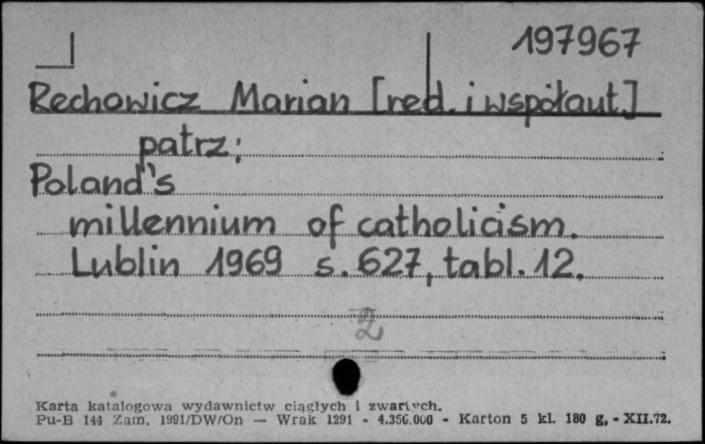 197967
Rechowicz Marian [red. i współaut.]
patrz:
Poland's
millennium of catholicism.
Lublin 1969 s. 627, tabl. 12.
2
Karta katalogowa wydawnictw ciągłych i zwartych.
Pu-B 144 Zam. 1991/DW/On — Wrak 1291 - 4.350.000 - Karton 5 kl. 180 g. - XII.72.